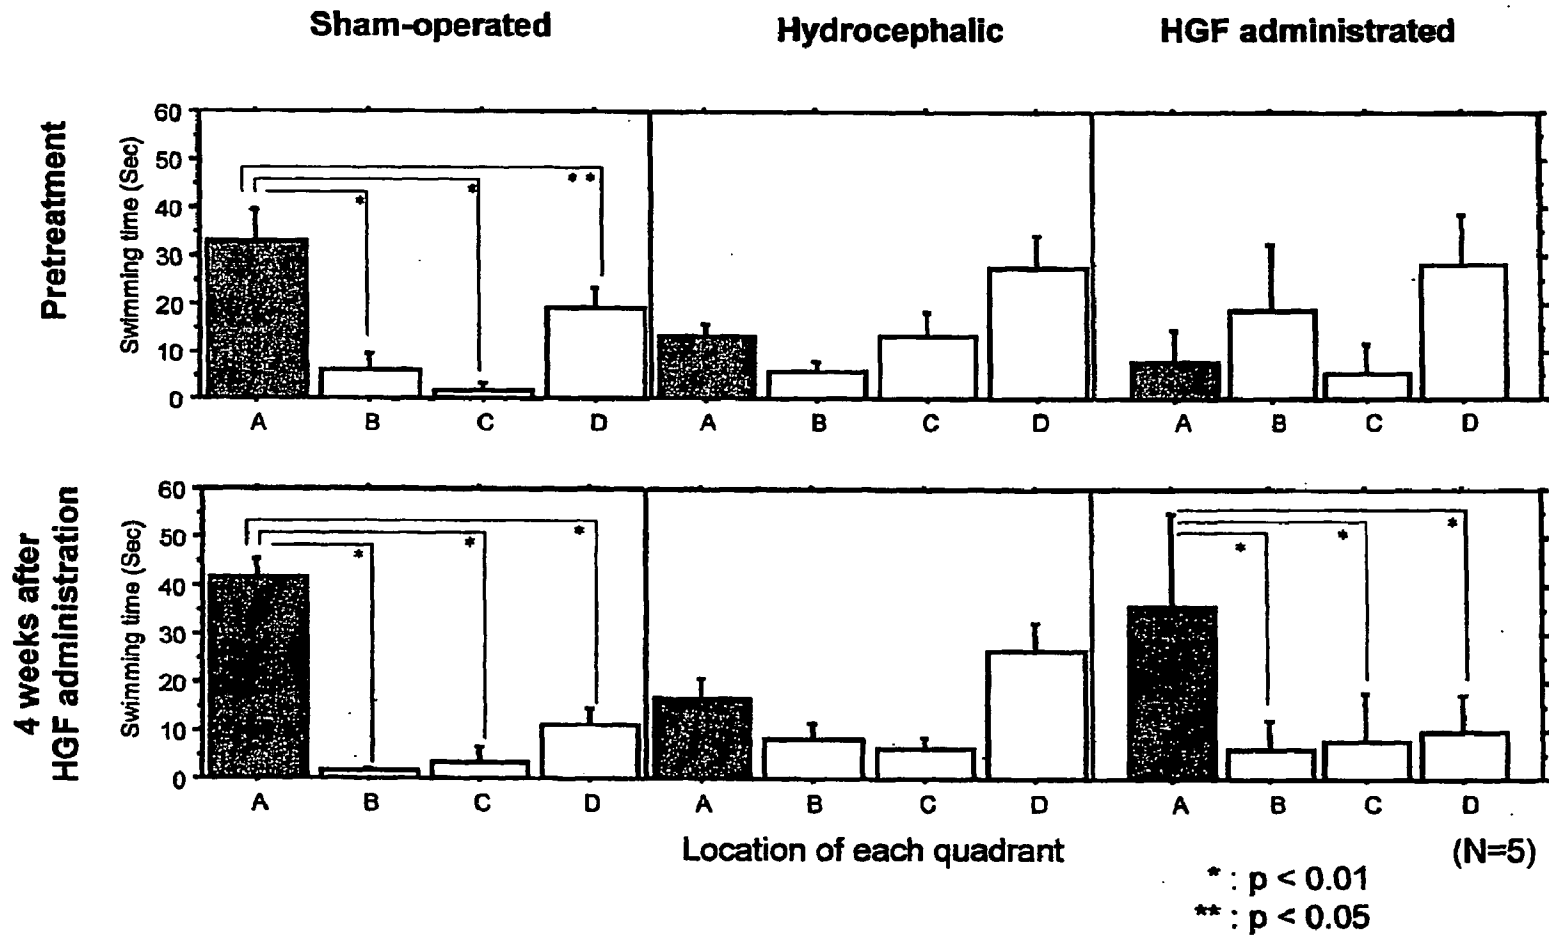 Sham-operated Hydrocephalic HGF administrated
Pretreatment
Swimming time (Sec)
60
50
40
30
20
10
0
* * **
A B C D A B C D A B C D
4 weeks after
HGF administration
Swimming time (Sec)
60
50
40
30
20
10
0
* * * * * *
A B C D A B C D A B C D
Location of each quadrant (N=5)
* : p < 0.01
** : p < 0.05